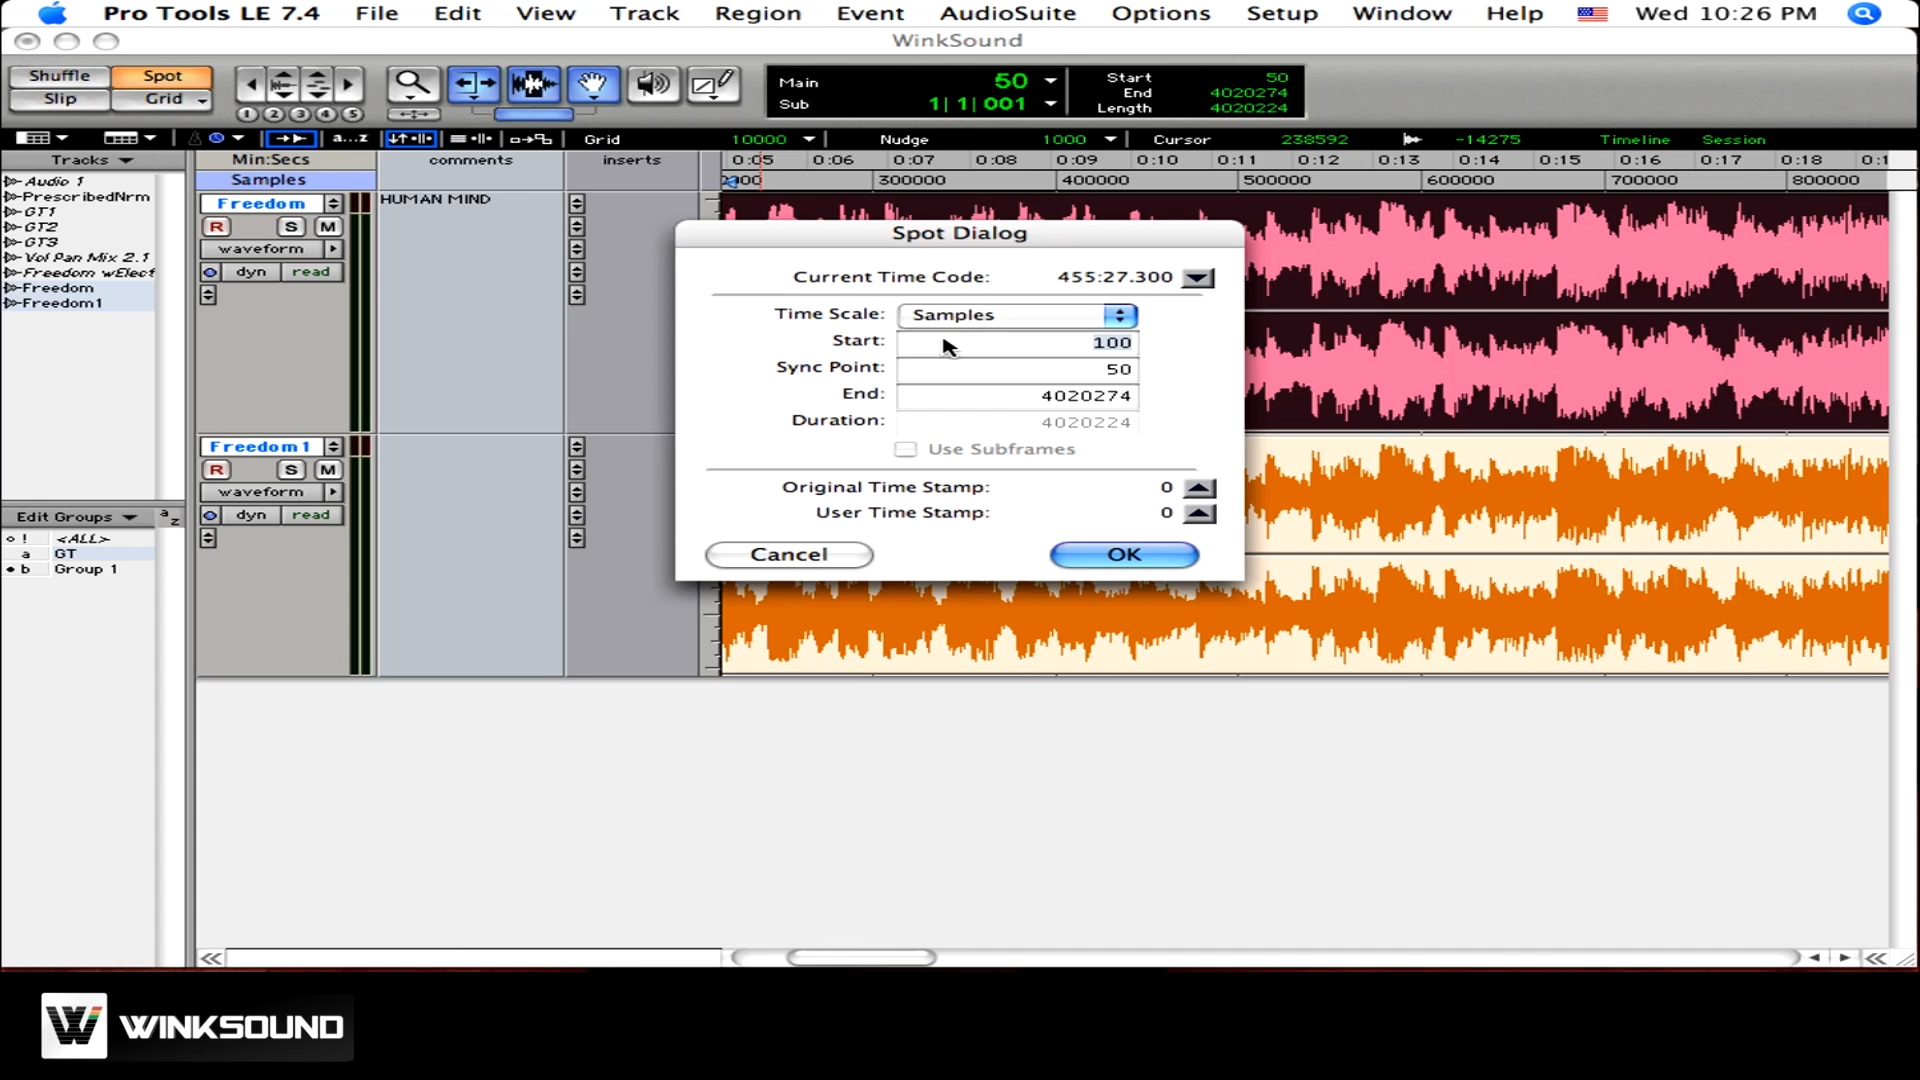 Pro Tools LE 7.4 File Edit View Track Region Event AudioSuite Options Setup Window Help Wed 10:26 PM
WinkSound
Shuffle Spot
Slip Grid
1 2 3 4 5
Main 50
Sub 1| 1| 001
Start 50
End 4020274
Length 4020224
a...z Grid 10000 Nudge 1000 Cursor 238592 -14275 Timeline Session
Tracks Min:Secs comments inserts 0:05 0:06 0:07 0:08 0:09 0:10 0:11 0:12 0:13 0:14 0:15 0:16 0:17 0:18 0:1
Samples 300000 400000 500000 600000 700000 800000
Audio 1
PrescribedNrm
GT1
GT2
GT3
Vol Pan Mix 2.1
Freedom wElect
Freedom
Freedom1
Freedom HUMAN MIND
R S M
waveform
dyn read
Freedom1
R S M
waveform
dyn read
Edit Groups a z
! <ALL>
a GT
b Group 1
Spot Dialog
Current Time Code: 455:27.300
Time Scale: Samples
Start: 100
Sync Point: 50
End: 4020274
Duration: 4020224
Use Subframes
Original Time Stamp: 0
User Time Stamp: 0
Cancel OK
W WINKSOUND